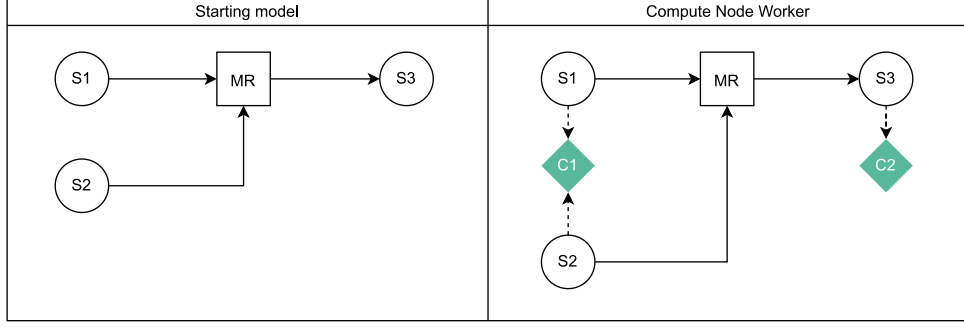 Starting model
Compute Node Worker
S1
MR
S3
S2
S1
MR
S3
C1
C2
S2